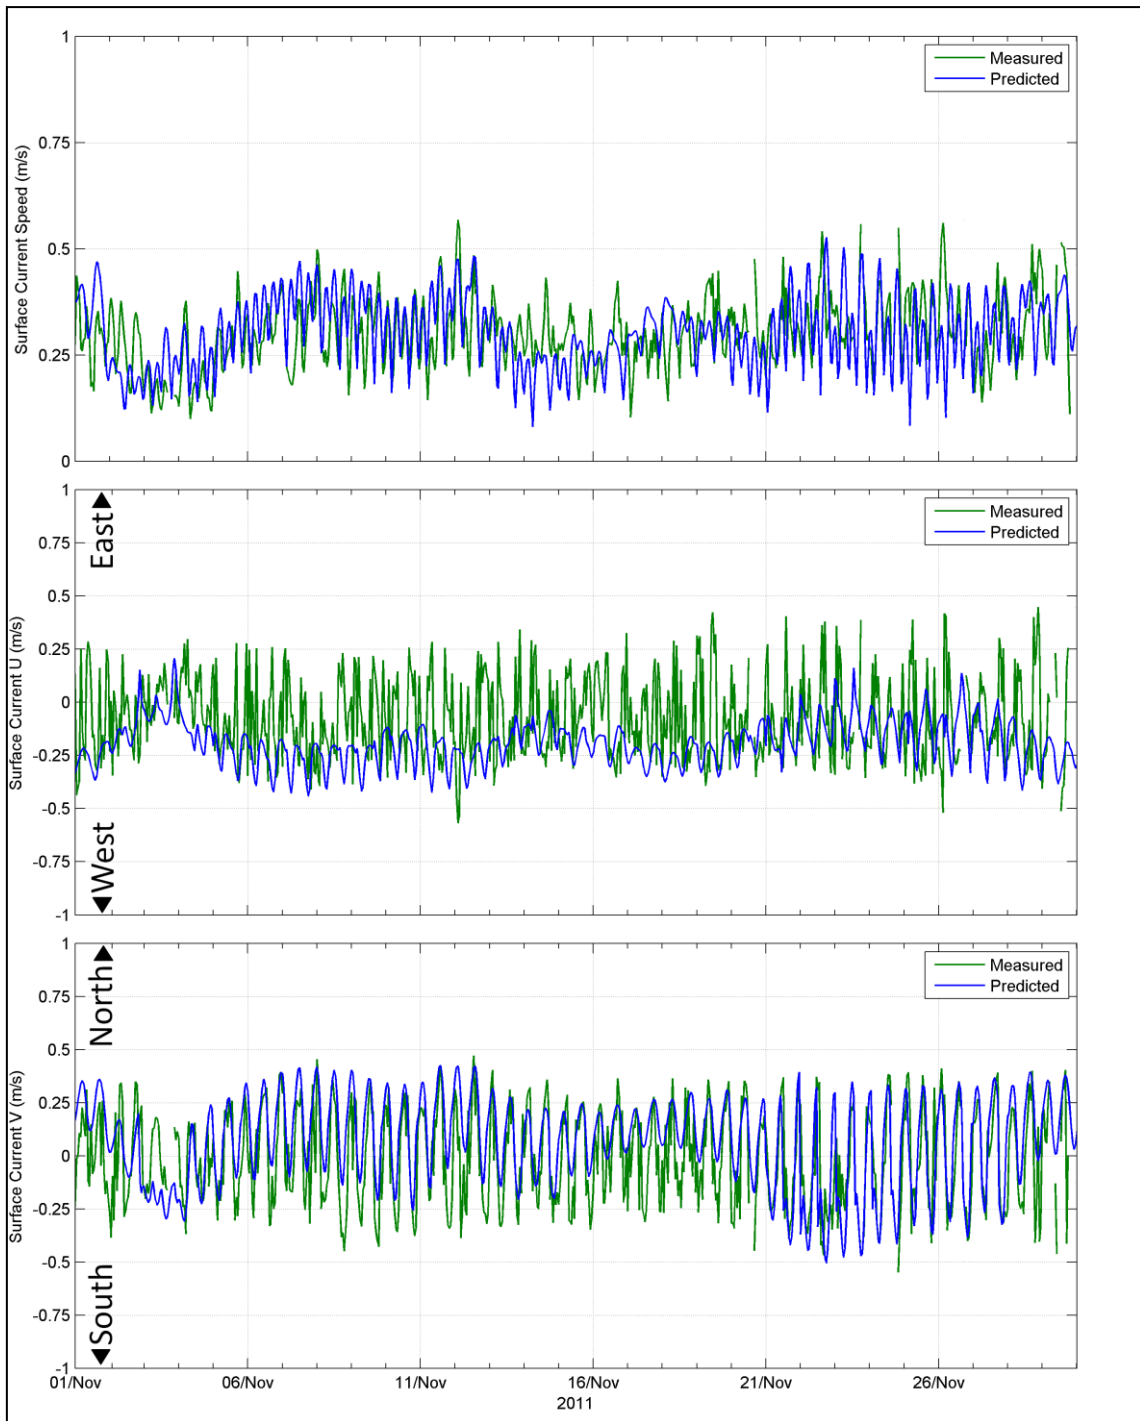 1
0.75
0.5
0.25
0
Surface Current Speed (m/s)
Measured
Predicted
1
0.75
0.5
0.25
0
-0.25
-0.5
-0.75
-1
Surface Current U (m/s)
East
West
Measured
Predicted
1
0.75
0.5
0.25
0
-0.25
-0.5
-0.75
-1
Surface Current V (m/s)
North
South
Measured
Predicted
01/Nov 06/Nov 11/Nov 16/Nov 21/Nov 26/Nov
2011